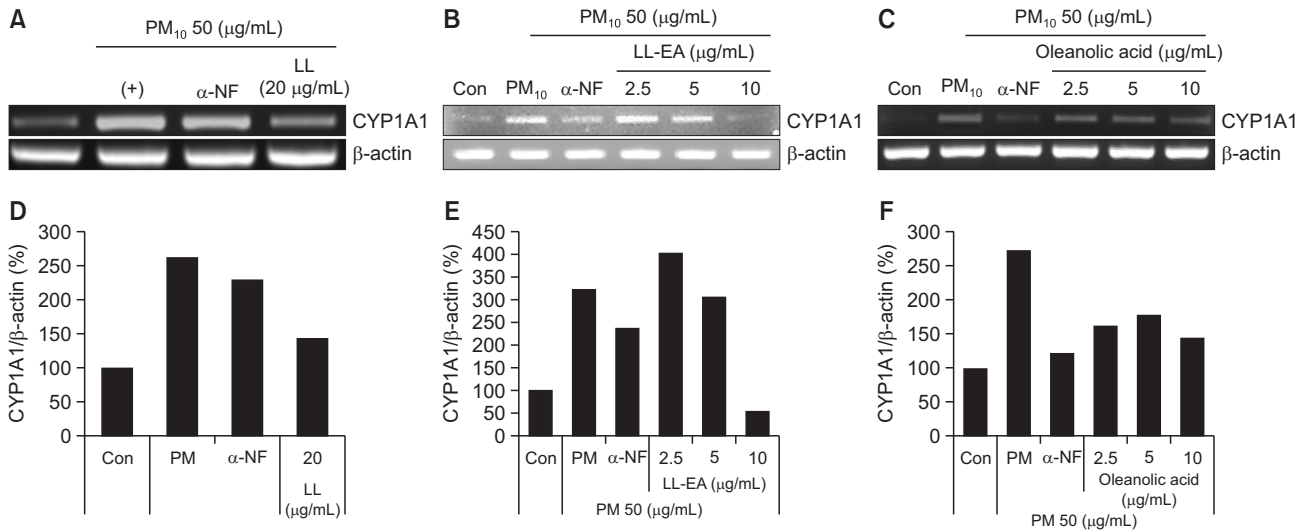 A
PM10 50 (μg/mL)
(+) α-NF LL (20 μg/mL)
CYP1A1
β-actin
B
PM10 50 (μg/mL)
LL-EA (μg/mL)
Con PM10 α-NF 2.5 5 10
CYP1A1
β-actin
C
PM10 50 (μg/mL)
Oleanolic acid (μg/mL)
Con PM10 α-NF 2.5 5 10
CYP1A1
β-actin
D
CYP1A1/β-actin (%)
300
250
200
150
100
50
0
Con PM α-NF 20
LL
(μg/mL)
E
CYP1A1/β-actin (%)
450
400
350
300
250
200
150
100
50
0
Con PM α-NF 2.5 5 10
LL-EA (μg/mL)
PM 50 (μg/mL)
F
CYP1A1/β-actin (%)
300
250
200
150
100
50
0
Con PM α-NF 2.5 5 10
Oleanolic acid
(μg/mL)
PM 50 (μg/mL)